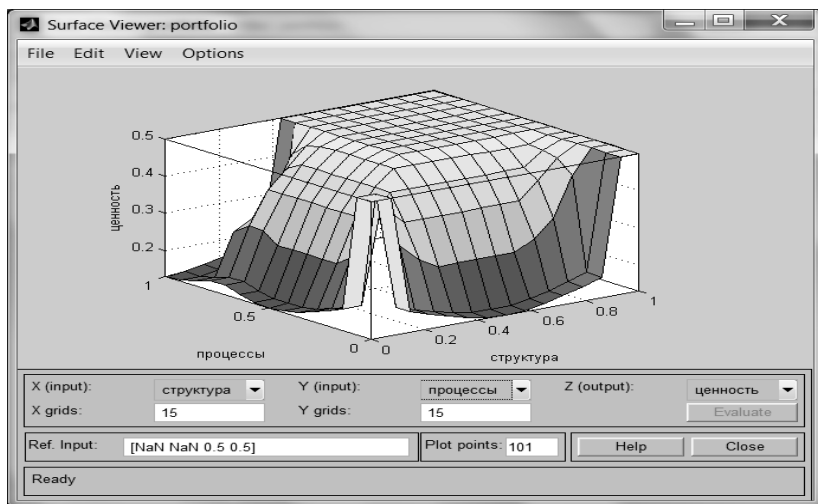 Surface Viewer: portfolio
File Edit View Options
0.5
0.4
0.3
0.2
ценность
1
0.5
0
процессы
0
0.2
0.4
0.6
0.8
1
структура
X (input): структура Y (input): процессы Z (output): ценность
X grids: 15 Y grids: 15 Evaluate
Ref. Input: [NaN NaN 0.5 0.5] Plot points: 101 Help Close
Ready